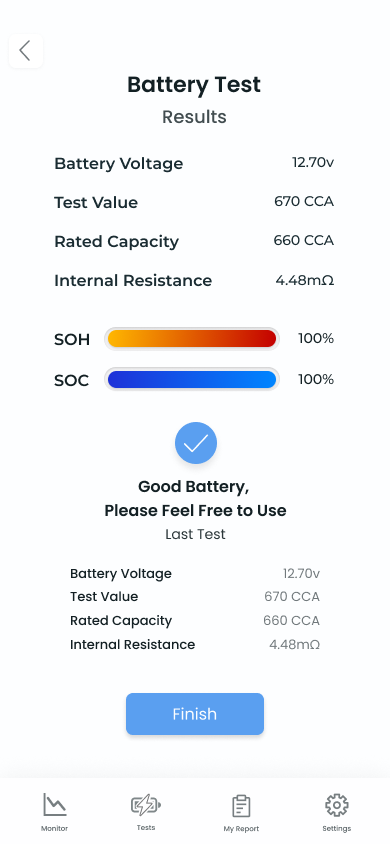 Battery Test
Results
Battery Voltage 12.70v
Test Value 670 CCA
Rated Capacity 660 CCA
Internal Resistance 4.48mΩ
SOH 100%
SOC 100%
Good Battery,
Please Feel Free to Use
Last Test
Battery Voltage 12.70v
Test Value 670 CCA
Rated Capacity 660 CCA
Internal Resistance 4.48mΩ
Finish
Monitor Tests My Report Settings